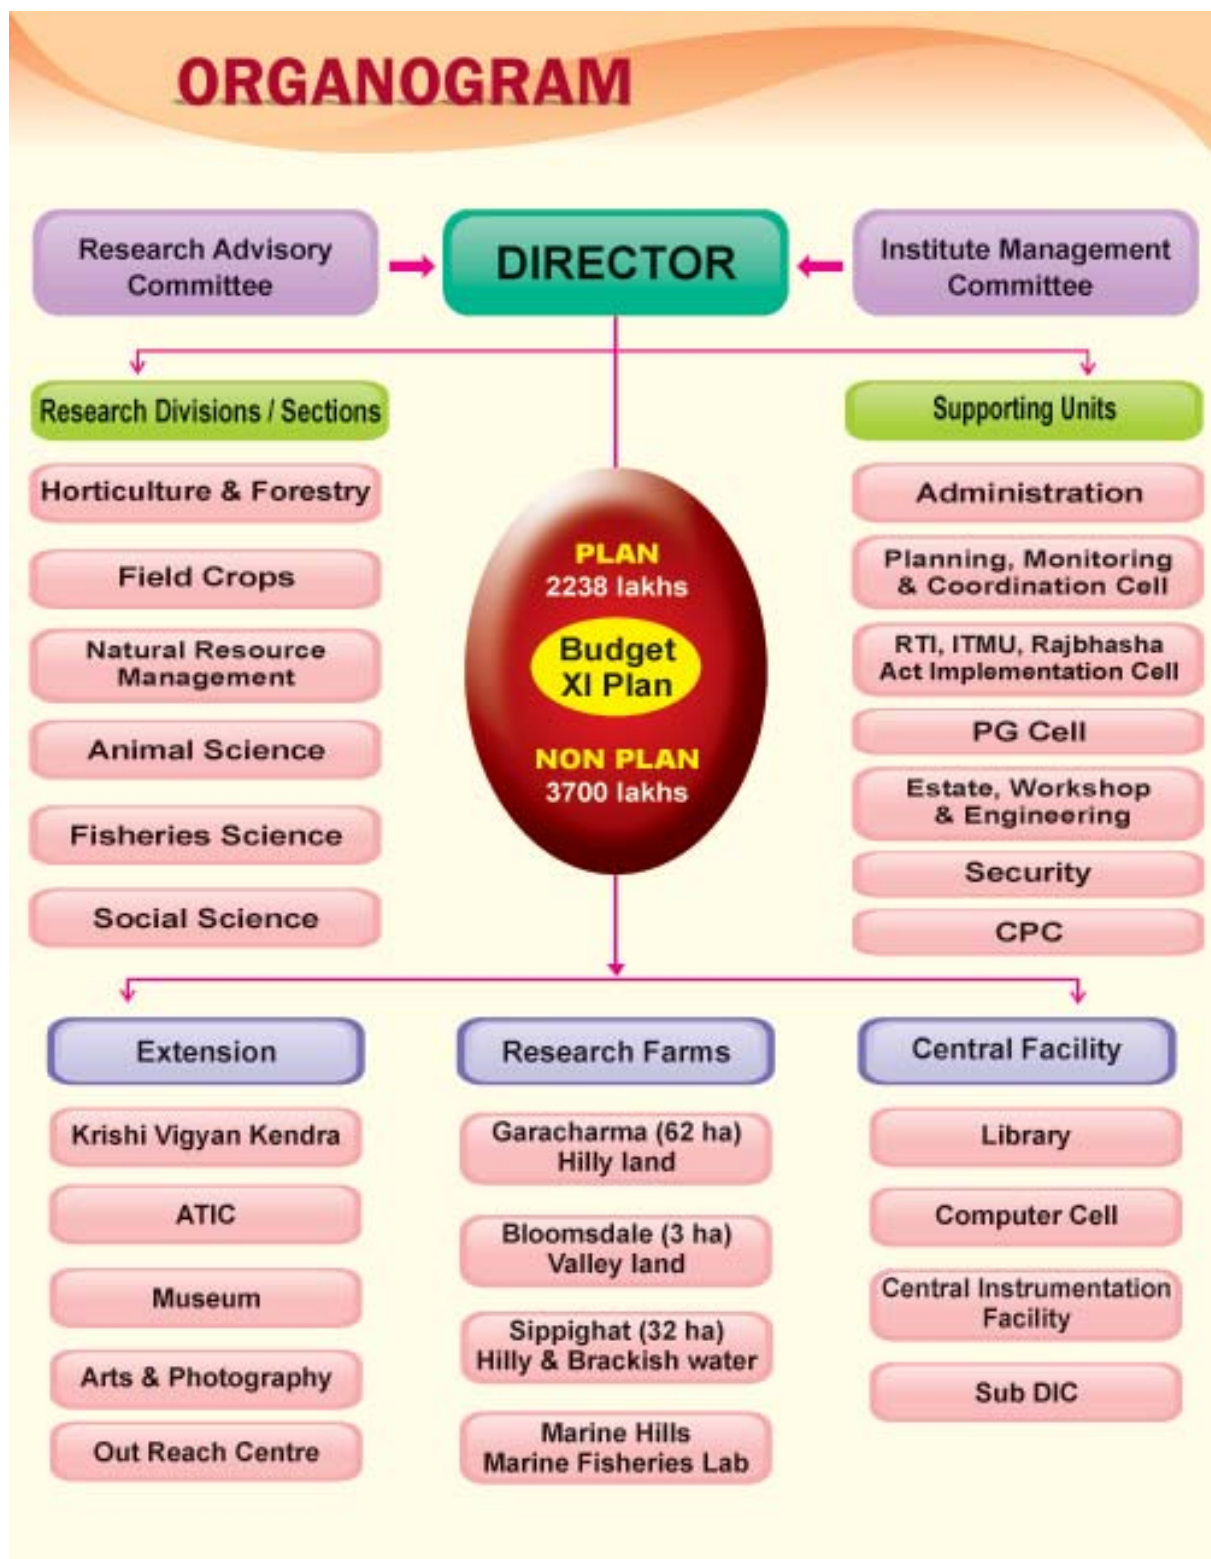 ORGANOGRAM
Research Advisory
Committee
DIRECTOR
Institute Management
Committee
Research Divisions / Sections
Horticulture & Forestry
Field Crops
Natural Resource
Management
Animal Science
Fisheries Science
Social Science
PLAN
2238 lakhs
Budget
XI Plan
NON PLAN
3700 lakhs
Supporting Units
Administration
Planning, Monitoring
& Coordination Cell
RTI, ITMU, Rajbhasha
Act Implementation Cell
PG Cell
Estate, Workshop
& Engineering
Security
CPC
Extension
Krishi Vigyan Kendra
ATIC
Museum
Arts & Photography
Out Reach Centre
Research Farms
Garacharma (62 ha)
Hilly land
Bloomsdale (3 ha)
Valley land
Sippighat (32 ha)
Hilly & Brackish water
Marine Hills
Marine Fisheries Lab
Central Facility
Library
Computer Cell
Central Instrumentation
Facility
Sub DIC